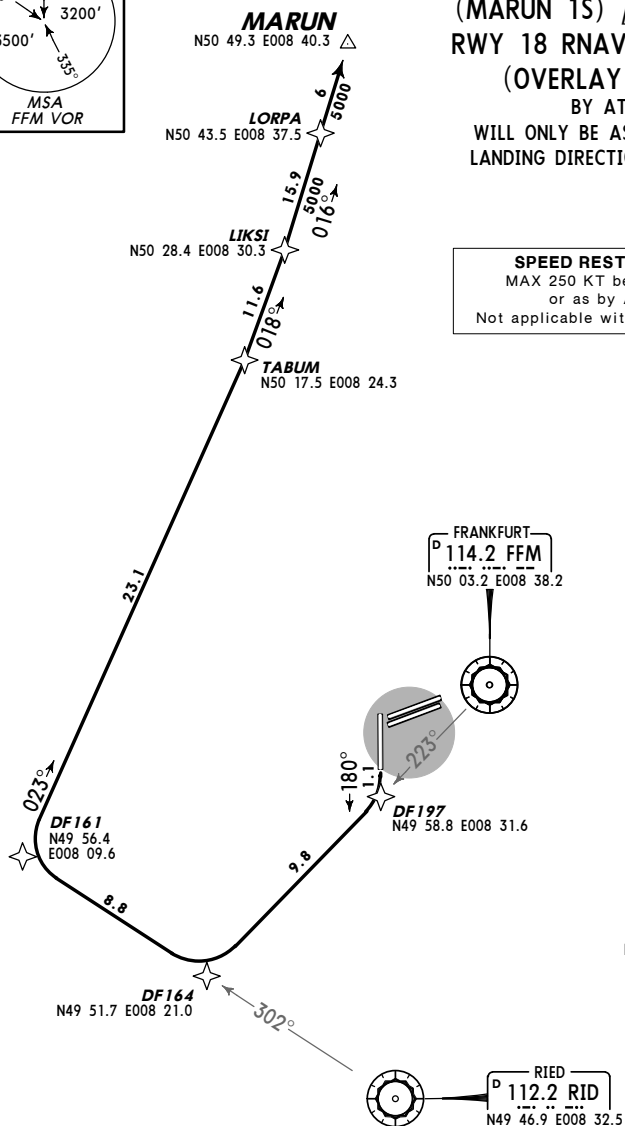 3200'
3500'
335°
MSA
FFM VOR
MARUN
N50 49.3 E008 40.3
(MARUN 1S)
RWY 18 RNAV
(OVERLAY
BY AT
WILL ONLY BE AS
LANDING DIRECTIO
6
5000
LORPA
N50 43.5 E008 37.5
15.9
5000
016°
LIKSI
N50 28.4 E008 30.3
SPEED REST
MAX 250 KT be
or as by A
Not applicable wit
11.6
018°
TABUM
N50 17.5 E008 24.3
23.1
FRANKFURT
D 114.2 FFM
N50 03.2 E008 38.2
223°
180°
1.1
DF197
N49 58.8 E008 31.6
023°
DF161
N49 56.4
E008 09.6
9.8
8.8
DF164
N49 51.7 E008 21.0
302°
RIED
D 112.2 RID
N49 46.9 E008 32.5